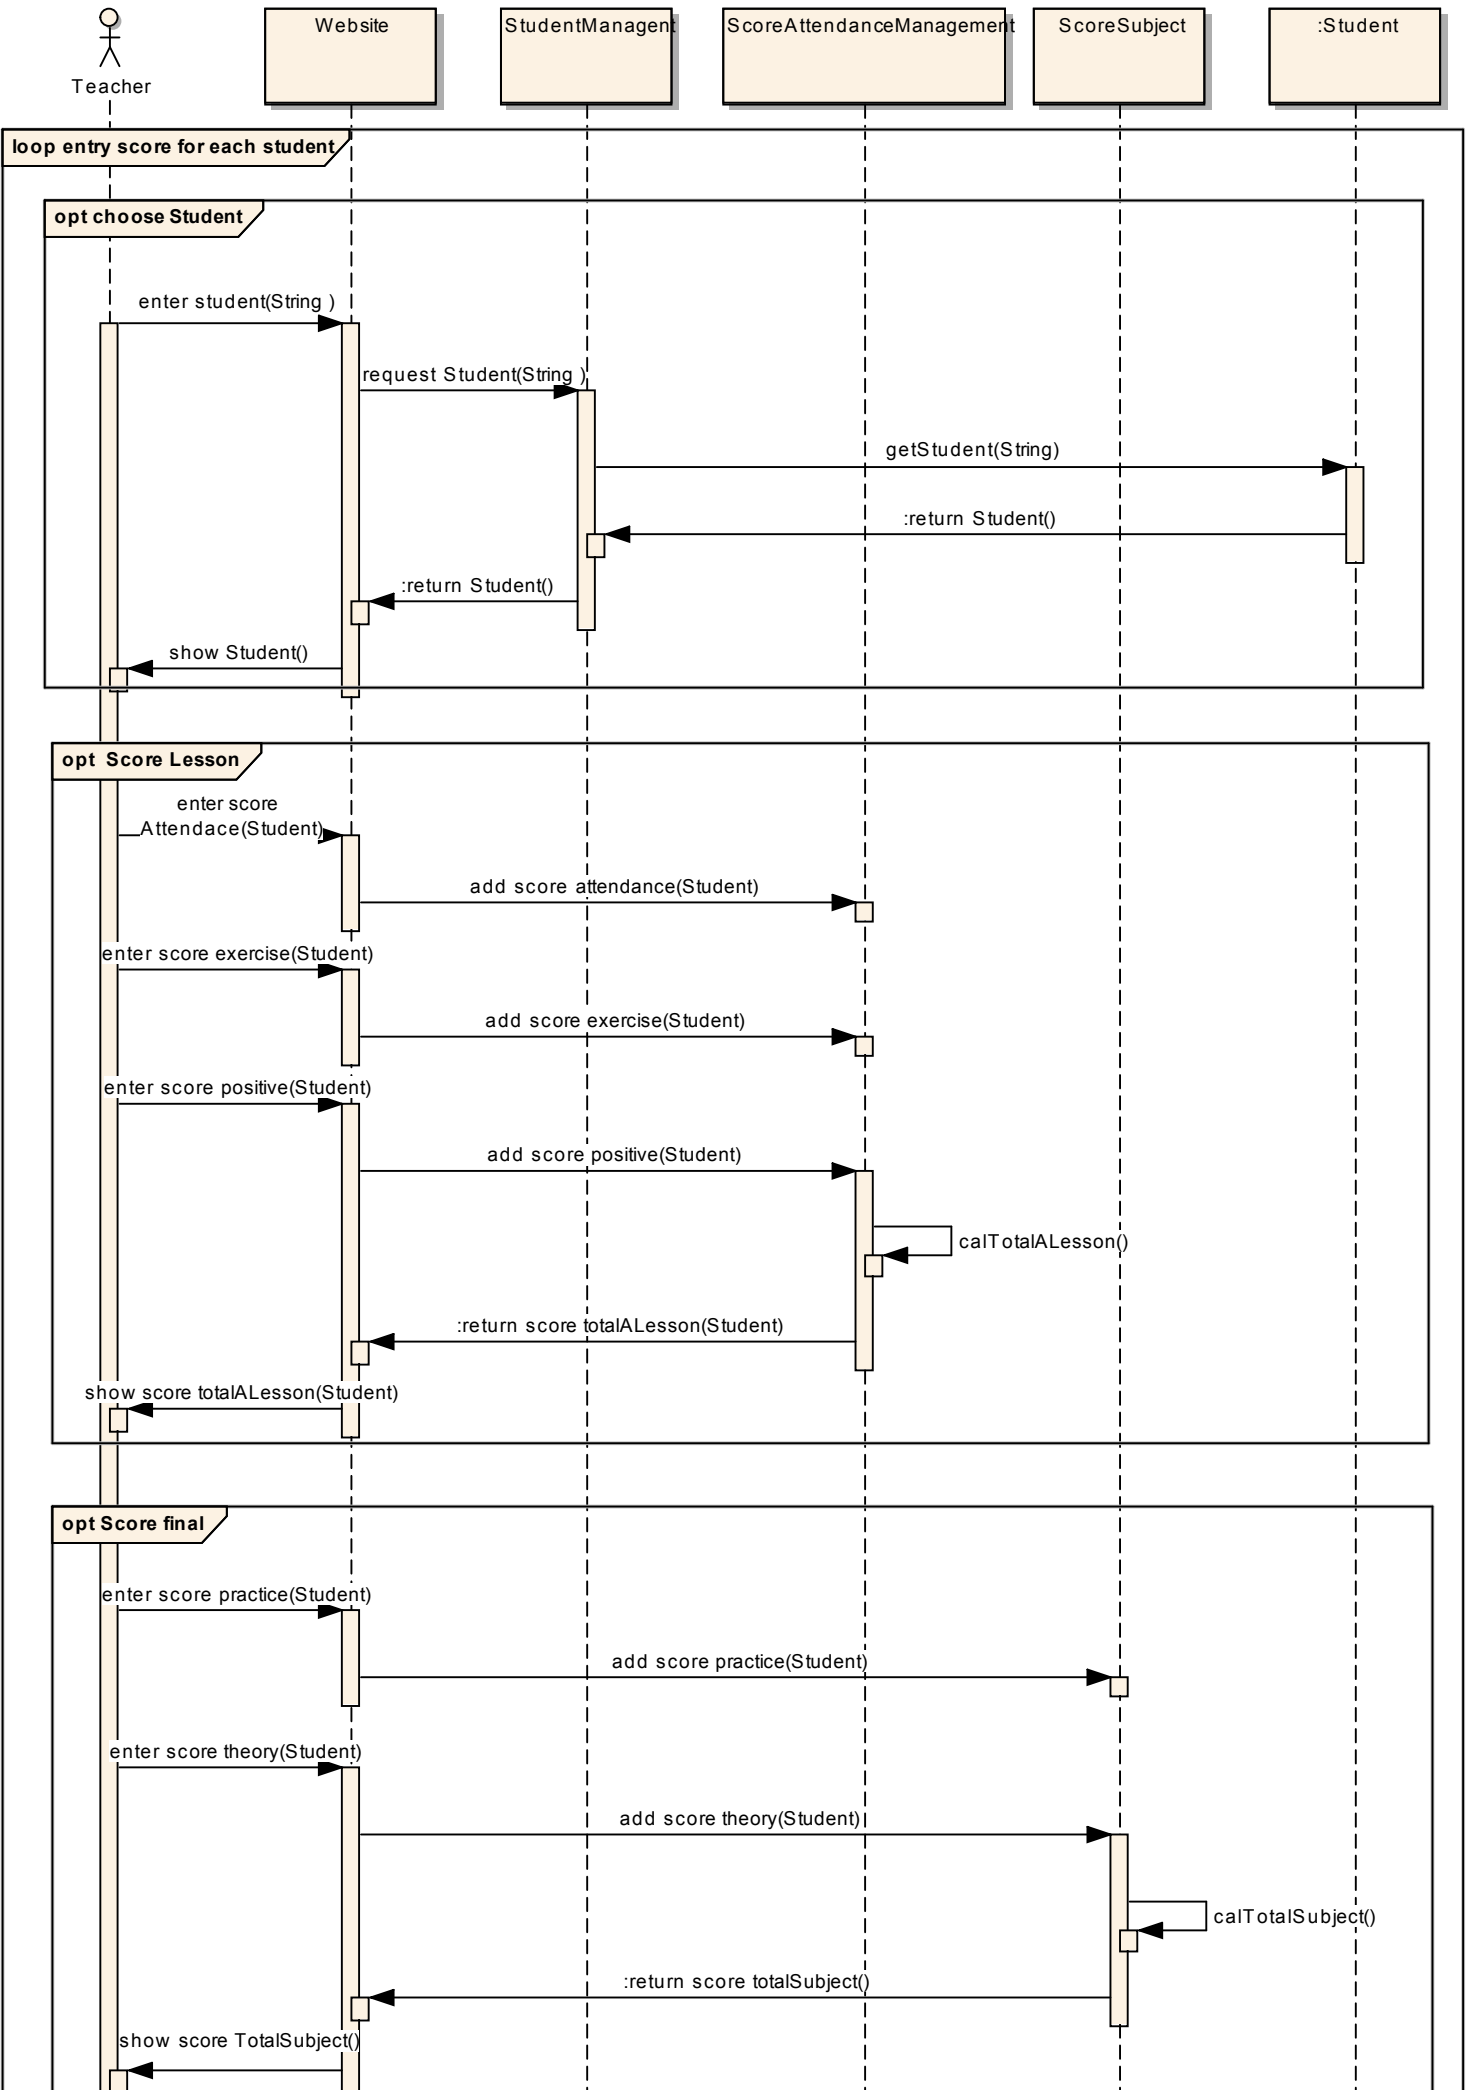 Teacher
Website
StudentManagent
ScoreAttendanceManagement
ScoreSubject
:Student
loop entry score for each student
opt choose Student
enter student(String )
request Student(String )
getStudent(String)
:return Student()
:return Student()
show Student()
opt Score Lesson
enter score
Attendace(Student)
add score attendance(Student)
enter score exercise(Student)
add score exercise(Student)
enter score positive(Student)
add score positive(Student)
calTotalALesson()
:return score totalALesson(Student)
show score totalALesson(Student)
opt Score final
enter score practice(Student)
add score practice(Student)
enter score theory(Student)
add score theory(Student)
calTotalSubject()
:return score totalSubject()
show score TotalSubject()